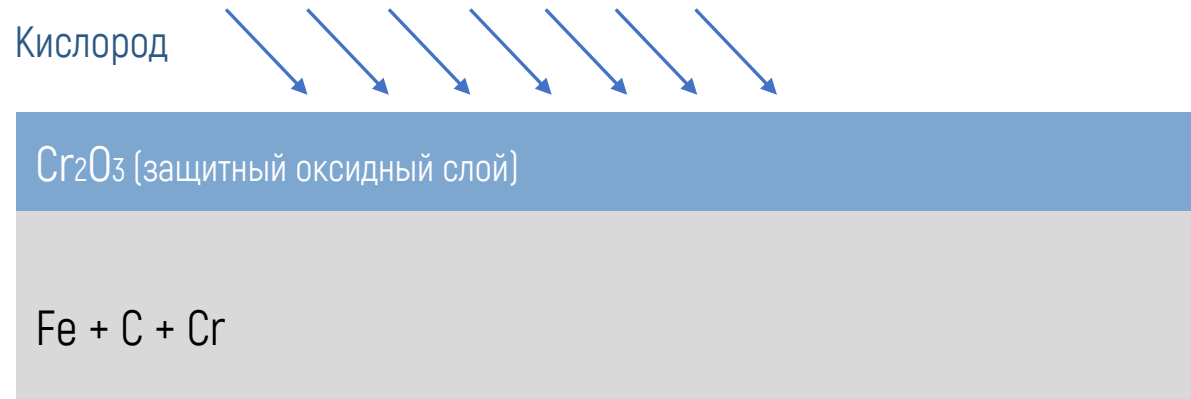 Кислород
Cr2O3 (защитный оксидный слой)
Fe + C + Cr